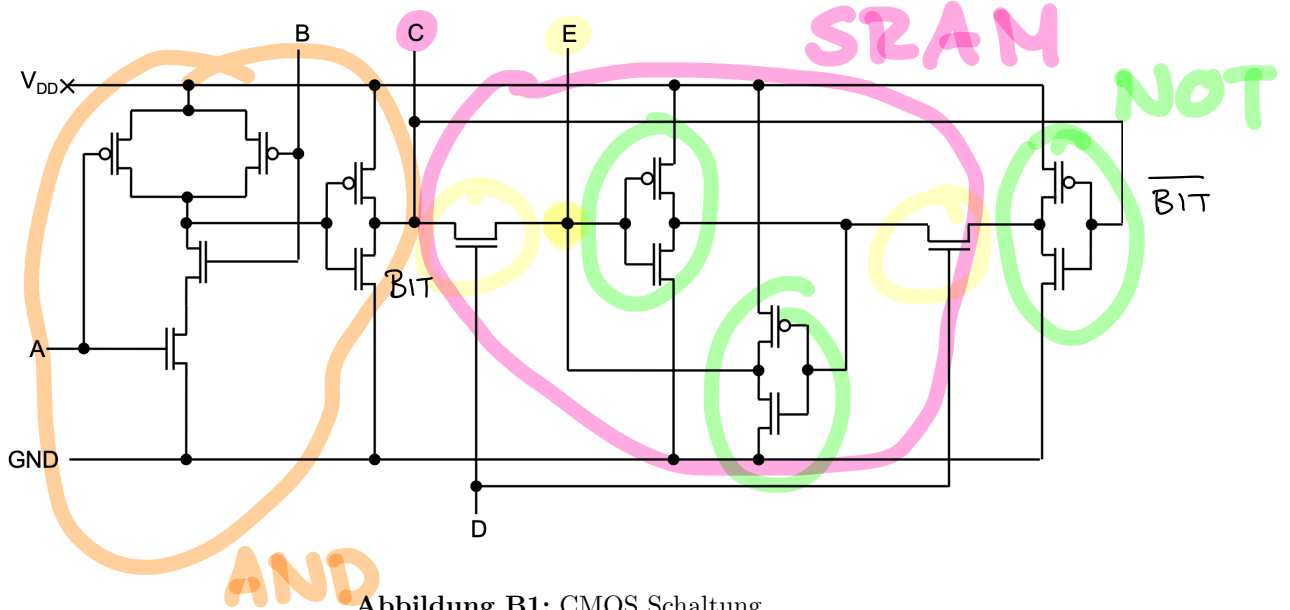 SRAM
B
C
E
V_DD
NOT
BIT
BIT
A
GND
D
AND
Abbildung B1: CMOS Schaltung